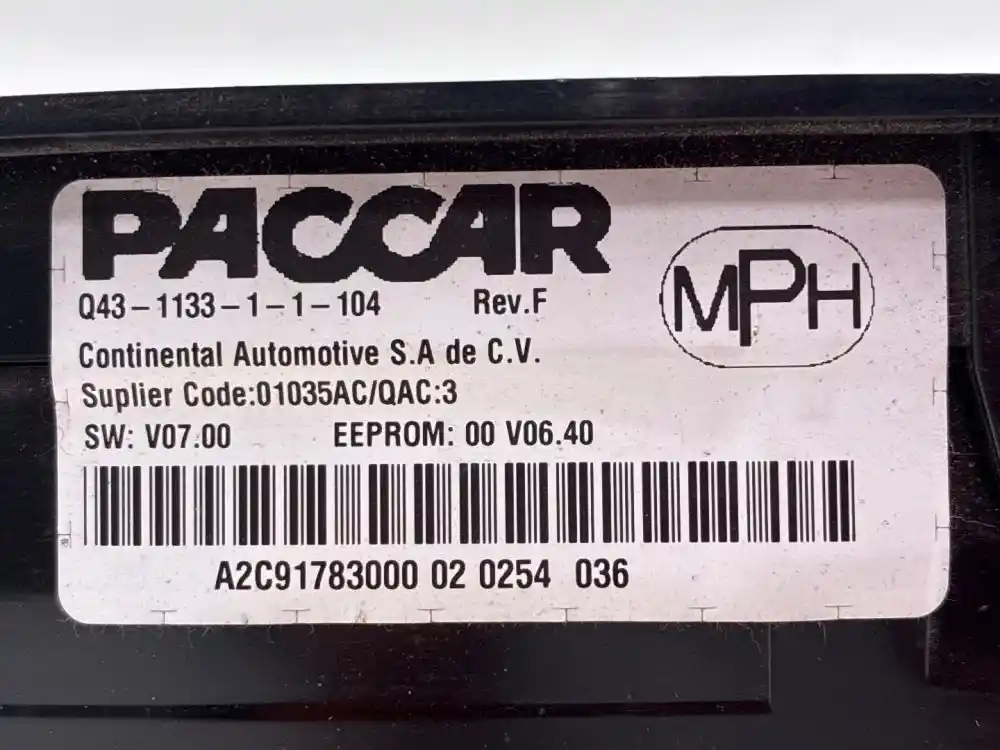 PACCAR
Q43-1133-1-1-104 Rev.F
MPH
Continental Automotive S.A de C.V.
Suplier Code:01035AC/QAC:3
SW: V07.00 EEPROM: 00 V06.40
A2C91783000 02 0254 036